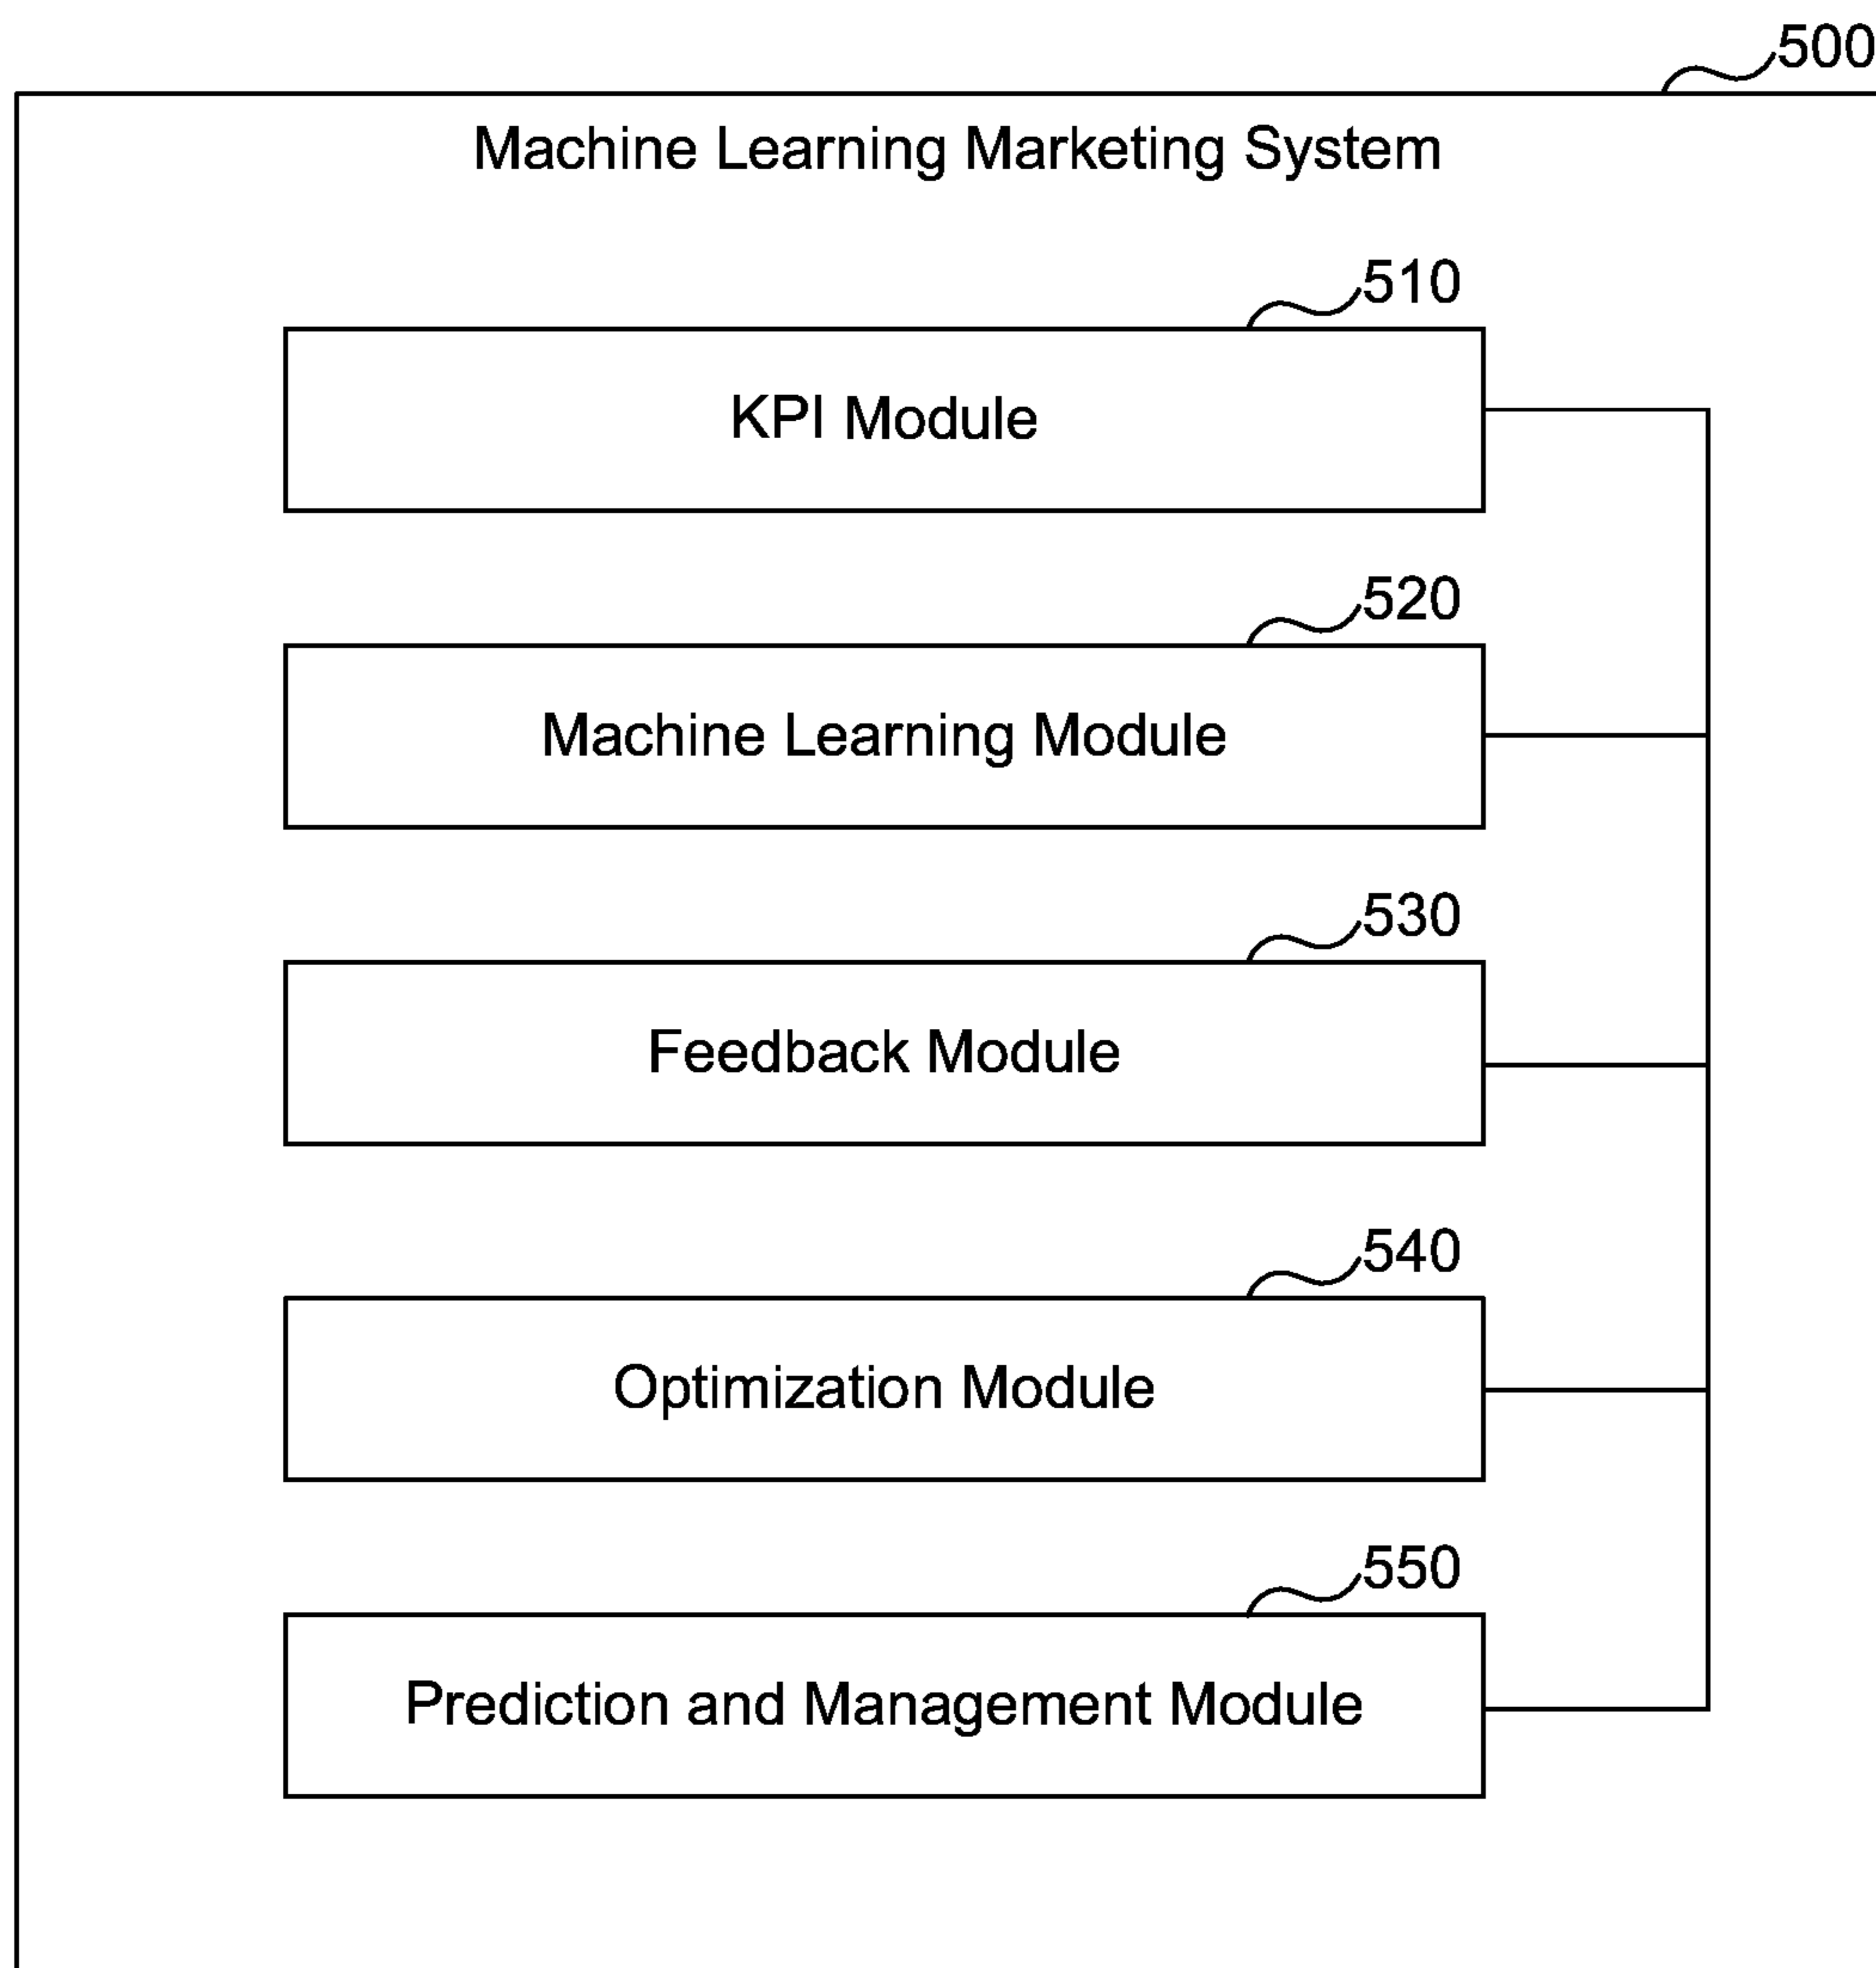 500
Machine Learning Marketing System
510
KPI Module
520
Machine Learning Module
530
Feedback Module
540
Optimization Module
550
Prediction and Management Module